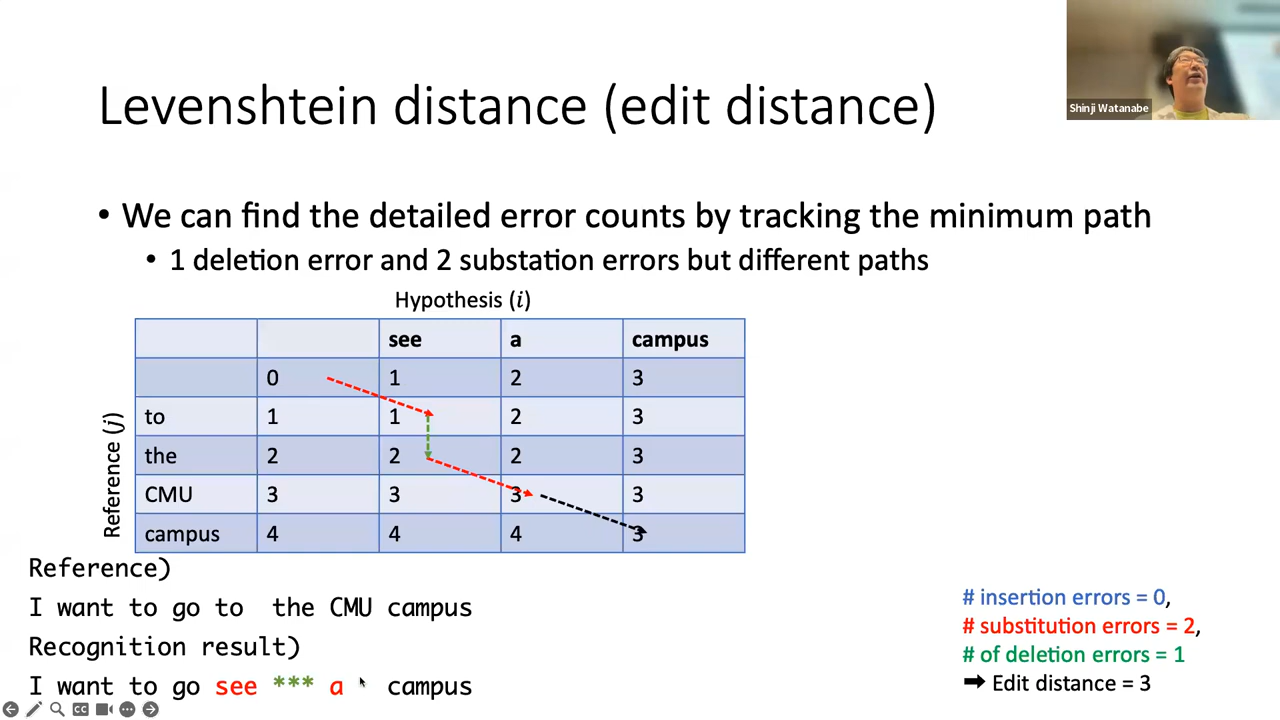 Shinji Watanabe
Levenshtein distance (edit distance)
• We can find the detailed error counts by tracking the minimum path
• 1 deletion error and 2 substation errors but different paths
Hypothesis (i)
see a campus
0 1 2 3
to 1 1 2 3
the 2 2 2 3
CMU 3 3 3 3
campus 4 4 4 3
Reference (j)
Reference)
I want to go to the CMU campus
Recognition result)
I want to go see *** a campus
# insertion errors = 0,
# substitution errors = 2,
# of deletion errors = 1
➡ Edit distance = 3
CC